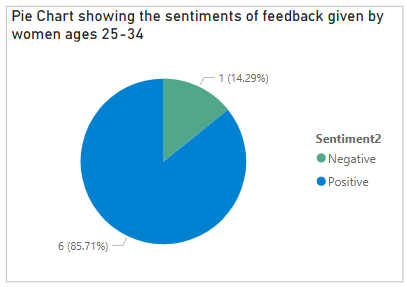 Pie Chart showing the sentiments of feedback given by
women ages 25-34
1 (14.29%)
Sentiment2
Negative
Positive
6 (85.71%)